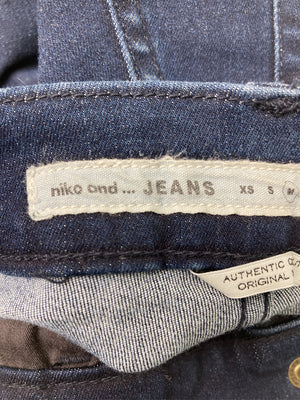 niko and ... JEANS XS S M
AUTHENTIC
ORIGINAL